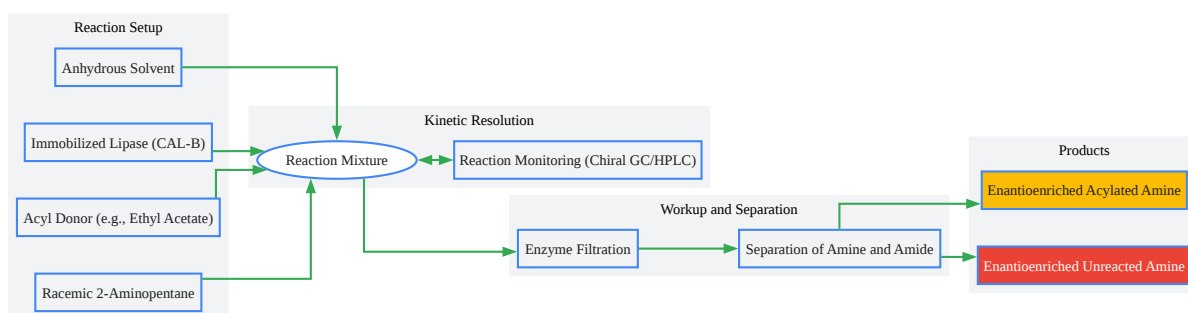 Reaction Setup
Anhydrous Solvent
Immobilized Lipase (CAL-B)
Acyl Donor (e.g., Ethyl Acetate)
Racemic 2-Aminopentane
Kinetic Resolution
Reaction Mixture
Reaction Monitoring (Chiral GC/HPLC)
Workup and Separation
Enzyme Filtration
Separation of Amine and Amide
Products
Enantioenriched Acylated Amine
Enantioenriched Unreacted Amine